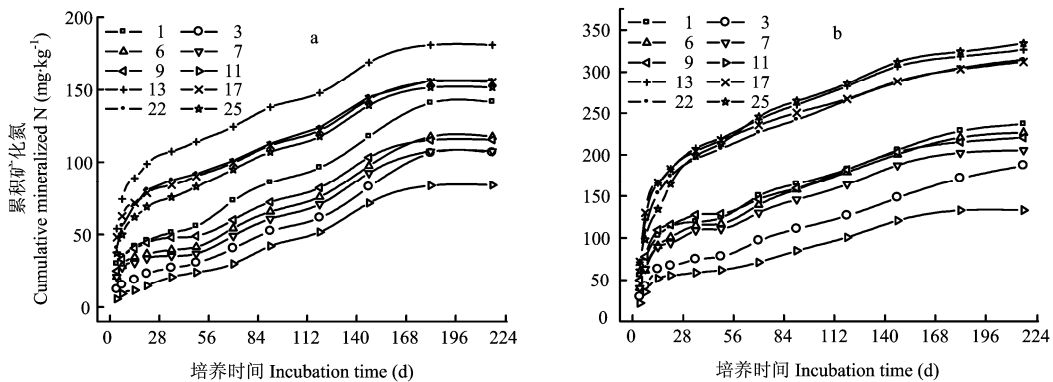 200
150
100
50
0
0 28 56 84 112 140 168 196 224
a
1 3
6 7
9 11
13 17
22 25
累积矿化氮
Cumulative mineralized N (mg·kg⁻¹)
培养时间 Incubation time (d)
350
300
250
200
150
100
50
0
0 28 56 84 112 140 168 196 224
b
1 3
6 7
9 11
13 17
22 25
培养时间 Incubation time (d)